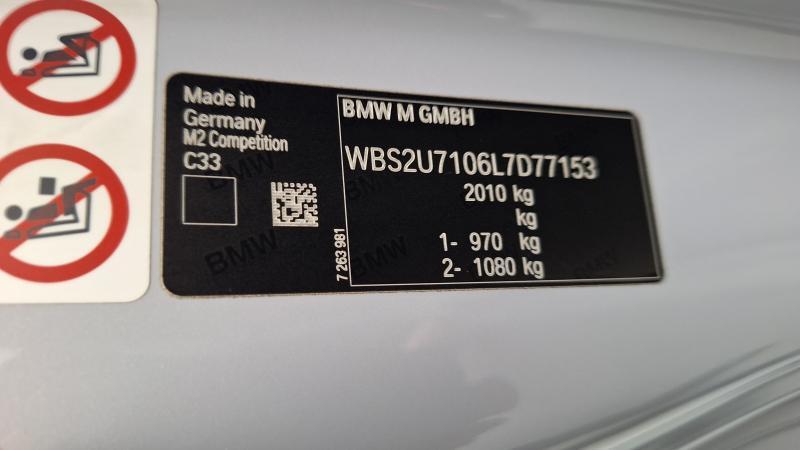 Made in
Germany
M2 Competition
C33
7 263 981
BMW M GMBH
WBS2U7106L7D77153
2010 kg
kg
1- 970 kg
2- 1080 kg
BMW
BMW
BMW